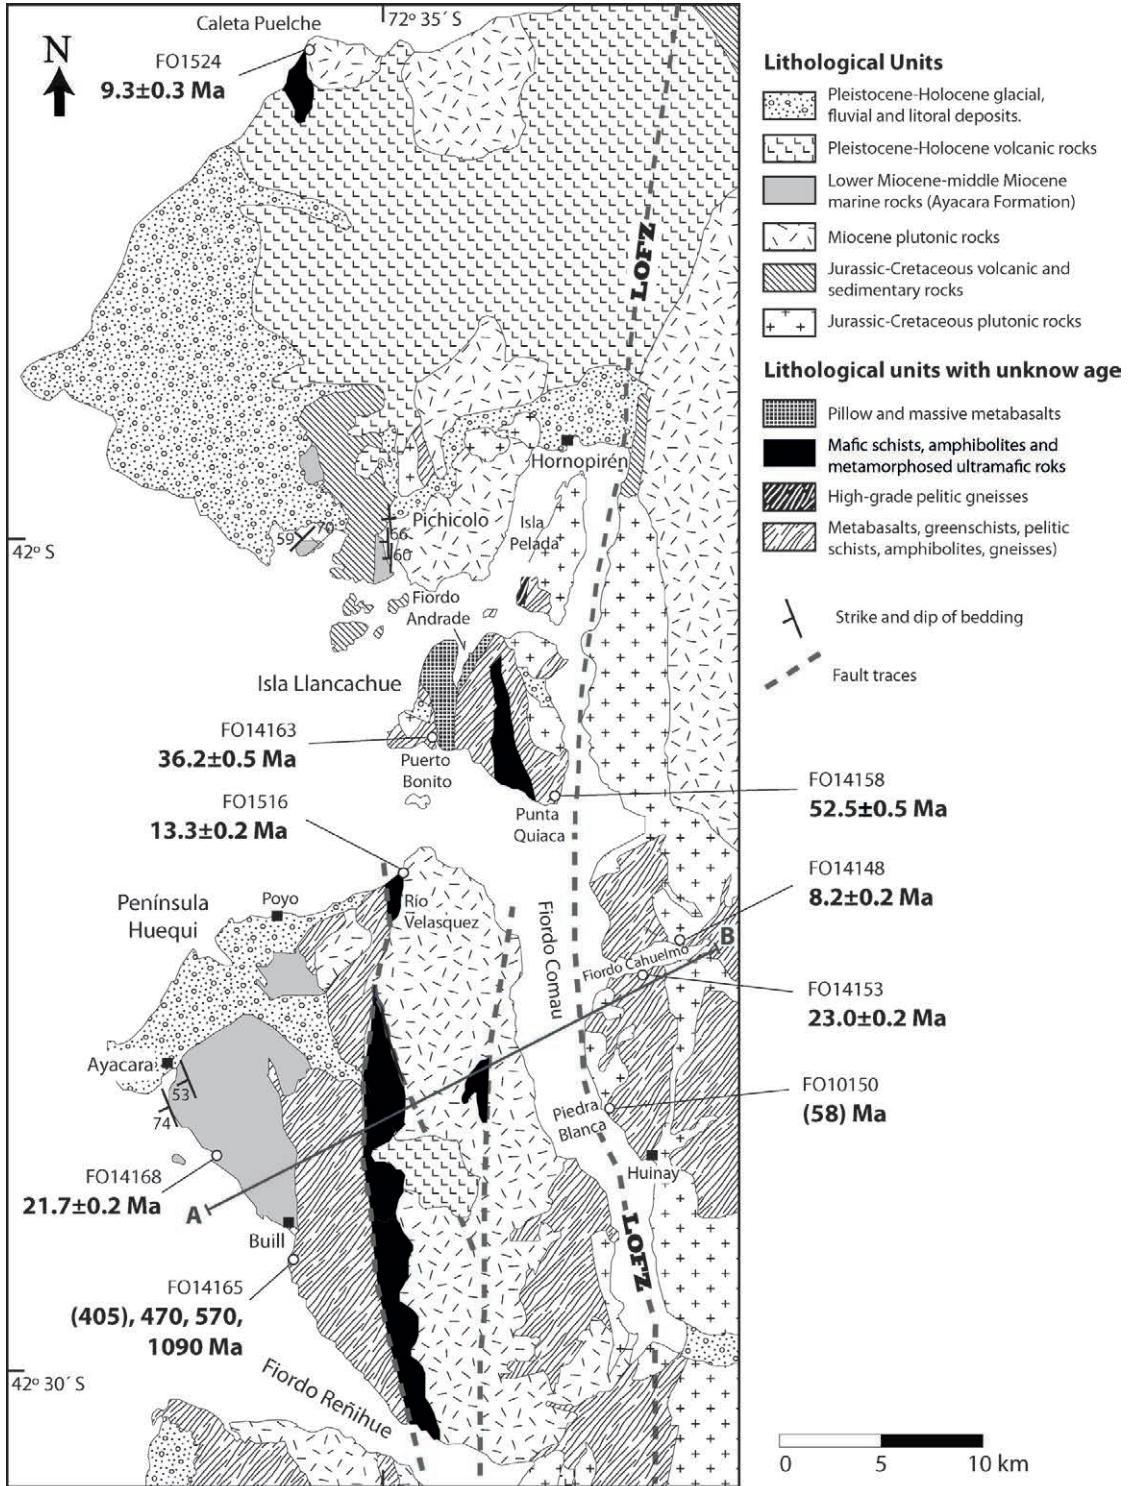 72º 35´ S
Caleta Puelche
N
FO1524
9.3±0.3 Ma
LOFZ
Hornopirén
Pichicolo
59
70
66
60
Isla
Pelada
42º S
Fiordo
Andrade
Isla Llancachue
FO14163
36.2±0.5 Ma
Puerto
Bonito
FO1516
13.3±0.2 Ma
Punta
Quiaca
FO14158
52.5±0.5 Ma
FO14148
8.2±0.2 Ma
Península
Huequi
Poyo
Río
Velasquez
Fiordo Comau
Fiordo Cahuelmo
B
FO14153
23.0±0.2 Ma
Ayacara
53
74
FO10150
(58) Ma
Piedra
Blanca
Huinay
FO14168
21.7±0.2 Ma
A
Buill
LOFZ
FO14165
(405), 470, 570,
1090 Ma
Fiordo Reñihue
42º 30´ S
Lithological Units
Pleistocene-Holocene glacial,
fluvial and litoral deposits.
Pleistocene-Holocene volcanic rocks
Lower Miocene-middle Miocene
marine rocks (Ayacara Formation)
Miocene plutonic rocks
Jurassic-Cretaceous volcanic and
sedimentary rocks
Jurassic-Cretaceous plutonic rocks
Lithological units with unknow age
Pillow and massive metabasalts
Mafic schists, amphibolites and
metamorphosed ultramafic roks
High-grade pelitic gneisses
Metabasalts, greenschists, pelitic
schists, amphibolites, gneisses)
Strike and dip of bedding
Fault traces
0 5 10 km